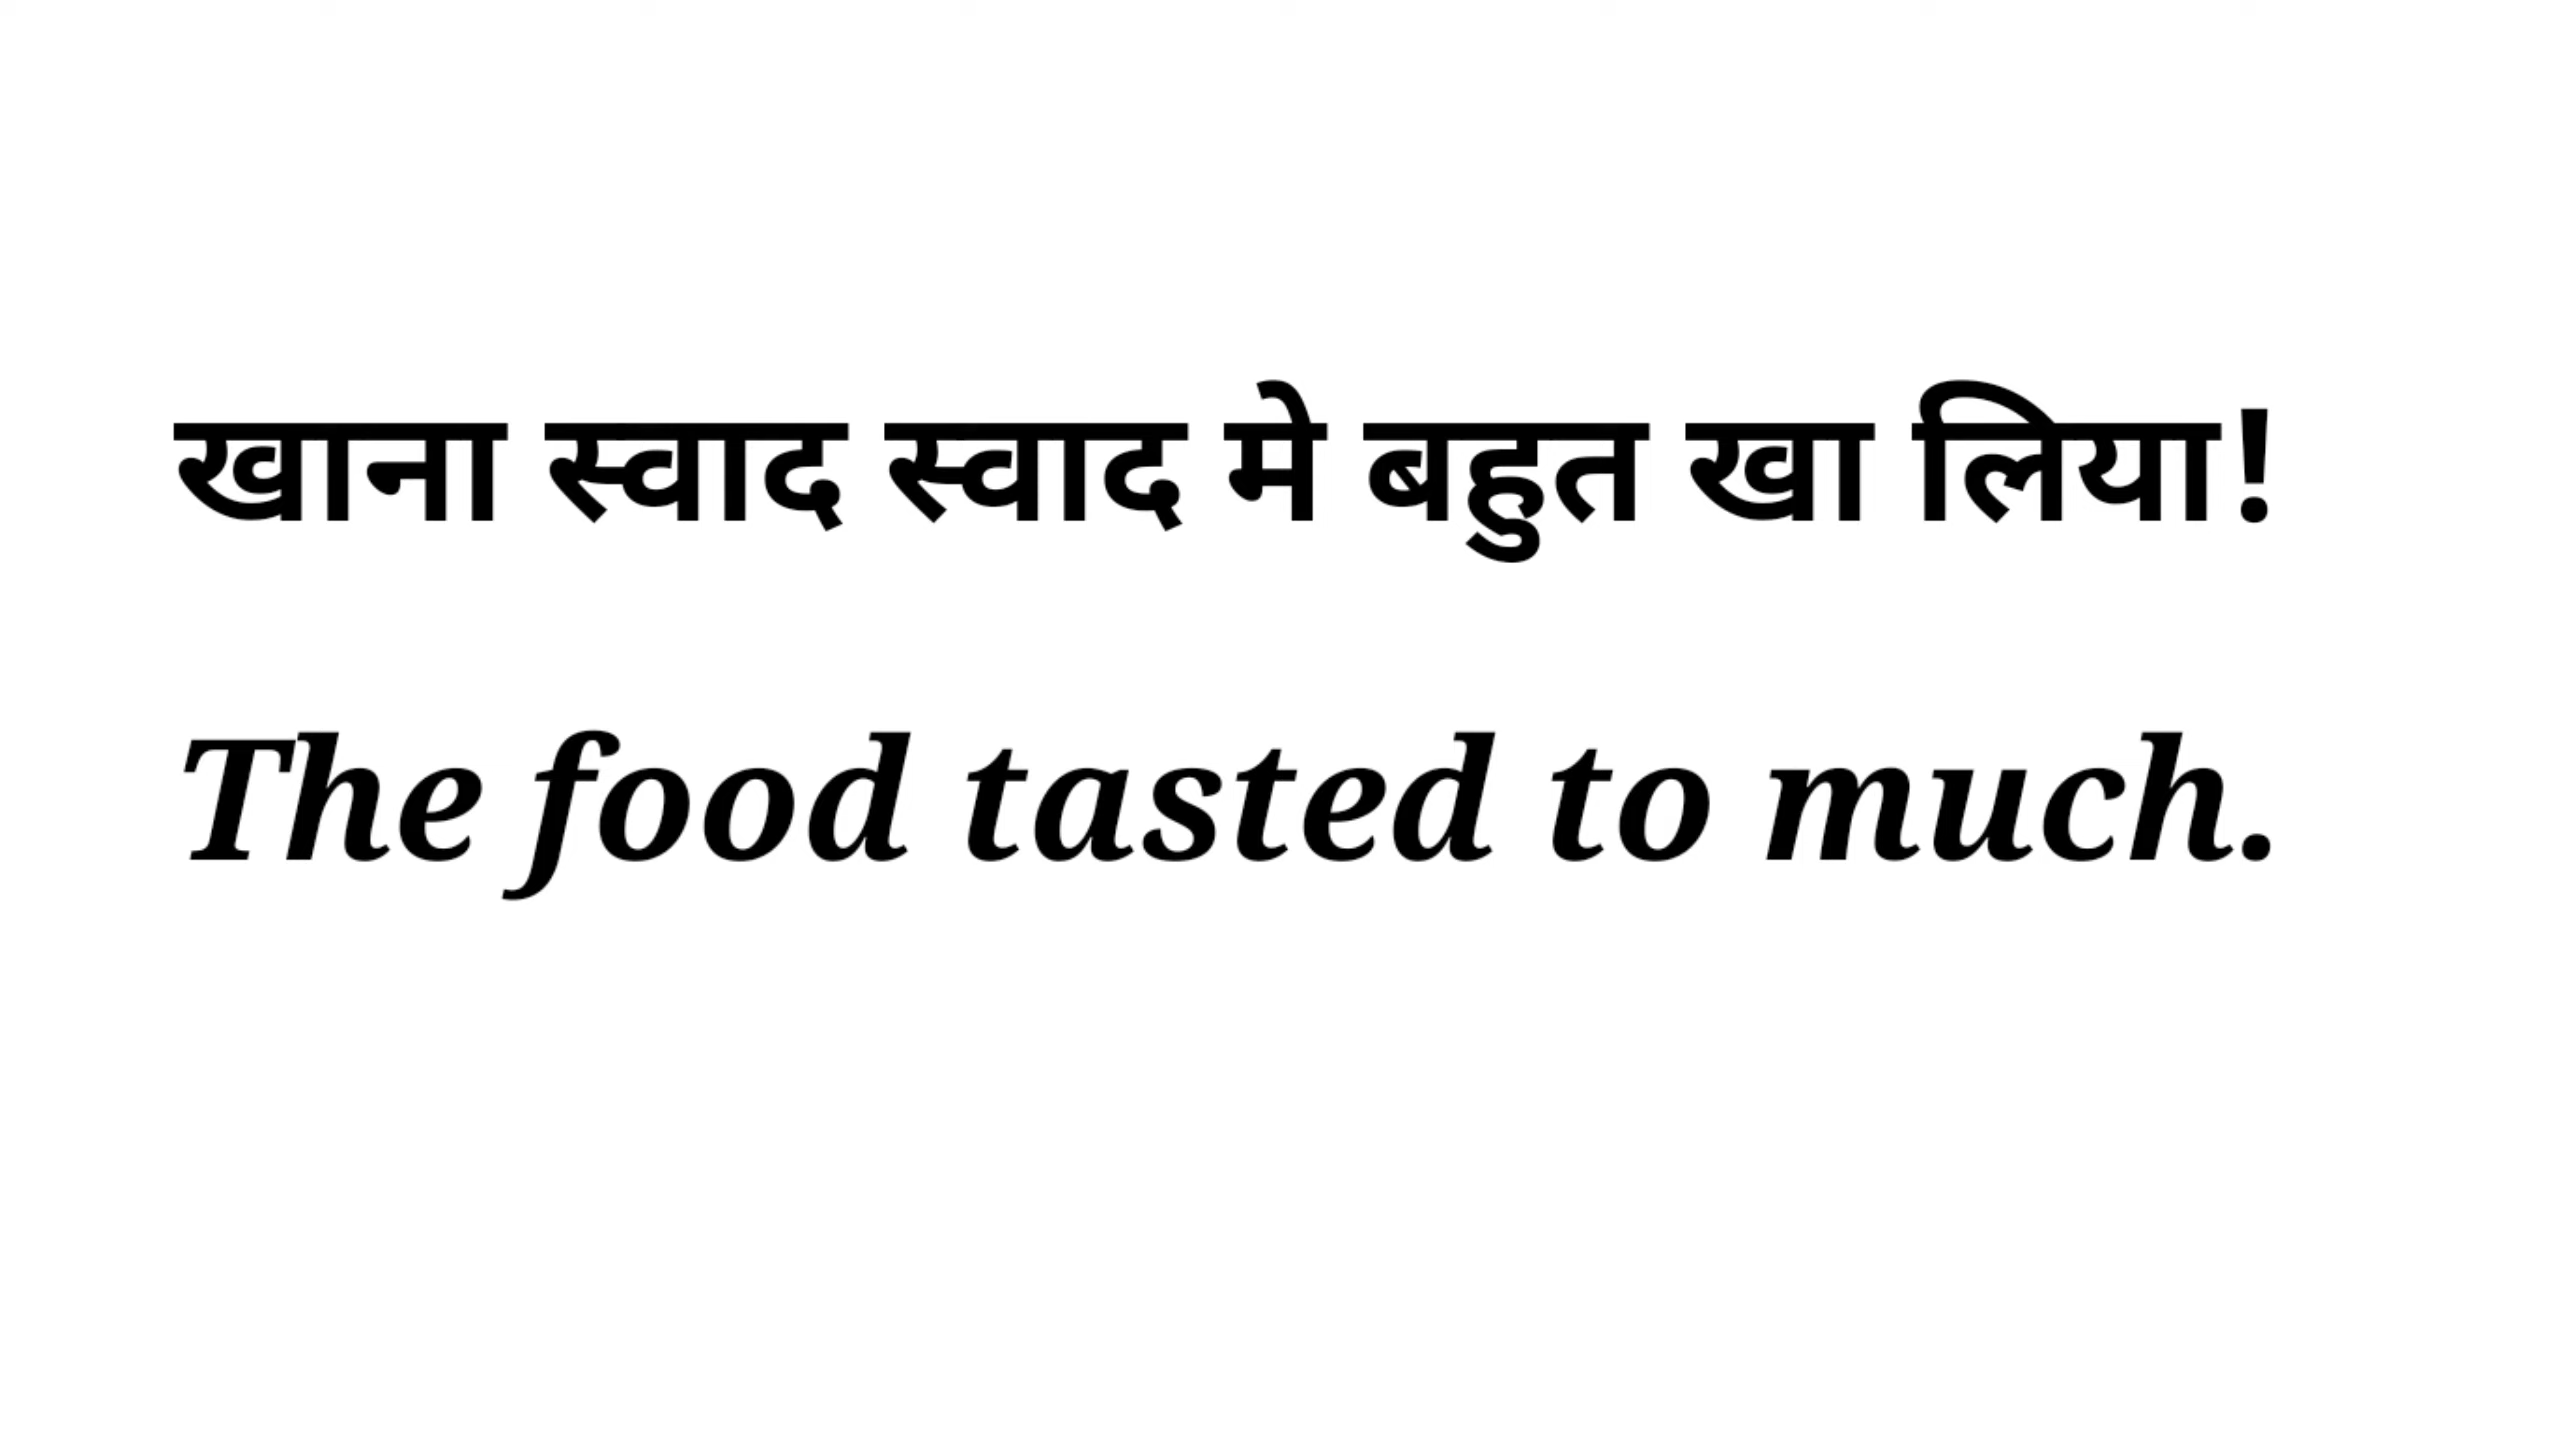 खाना स्वाद स्वाद मे बहुत खा लिया!
The food tasted to much.